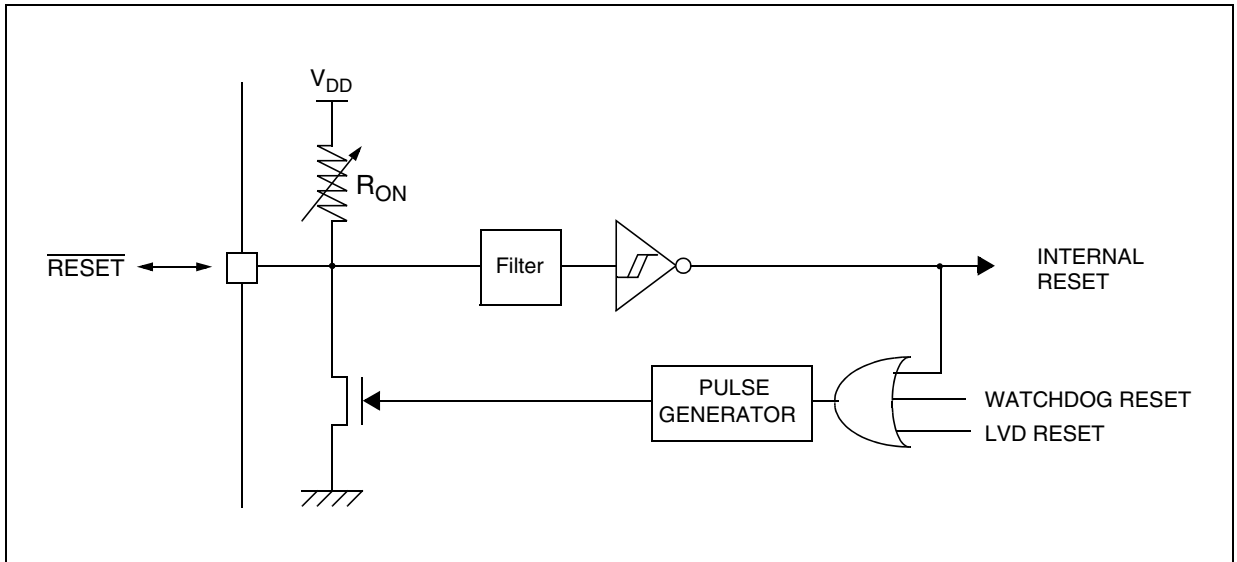 VDD
RON
RESET
Filter
INTERNAL
RESET
PULSE
GENERATOR
WATCHDOG RESET
LVD RESET